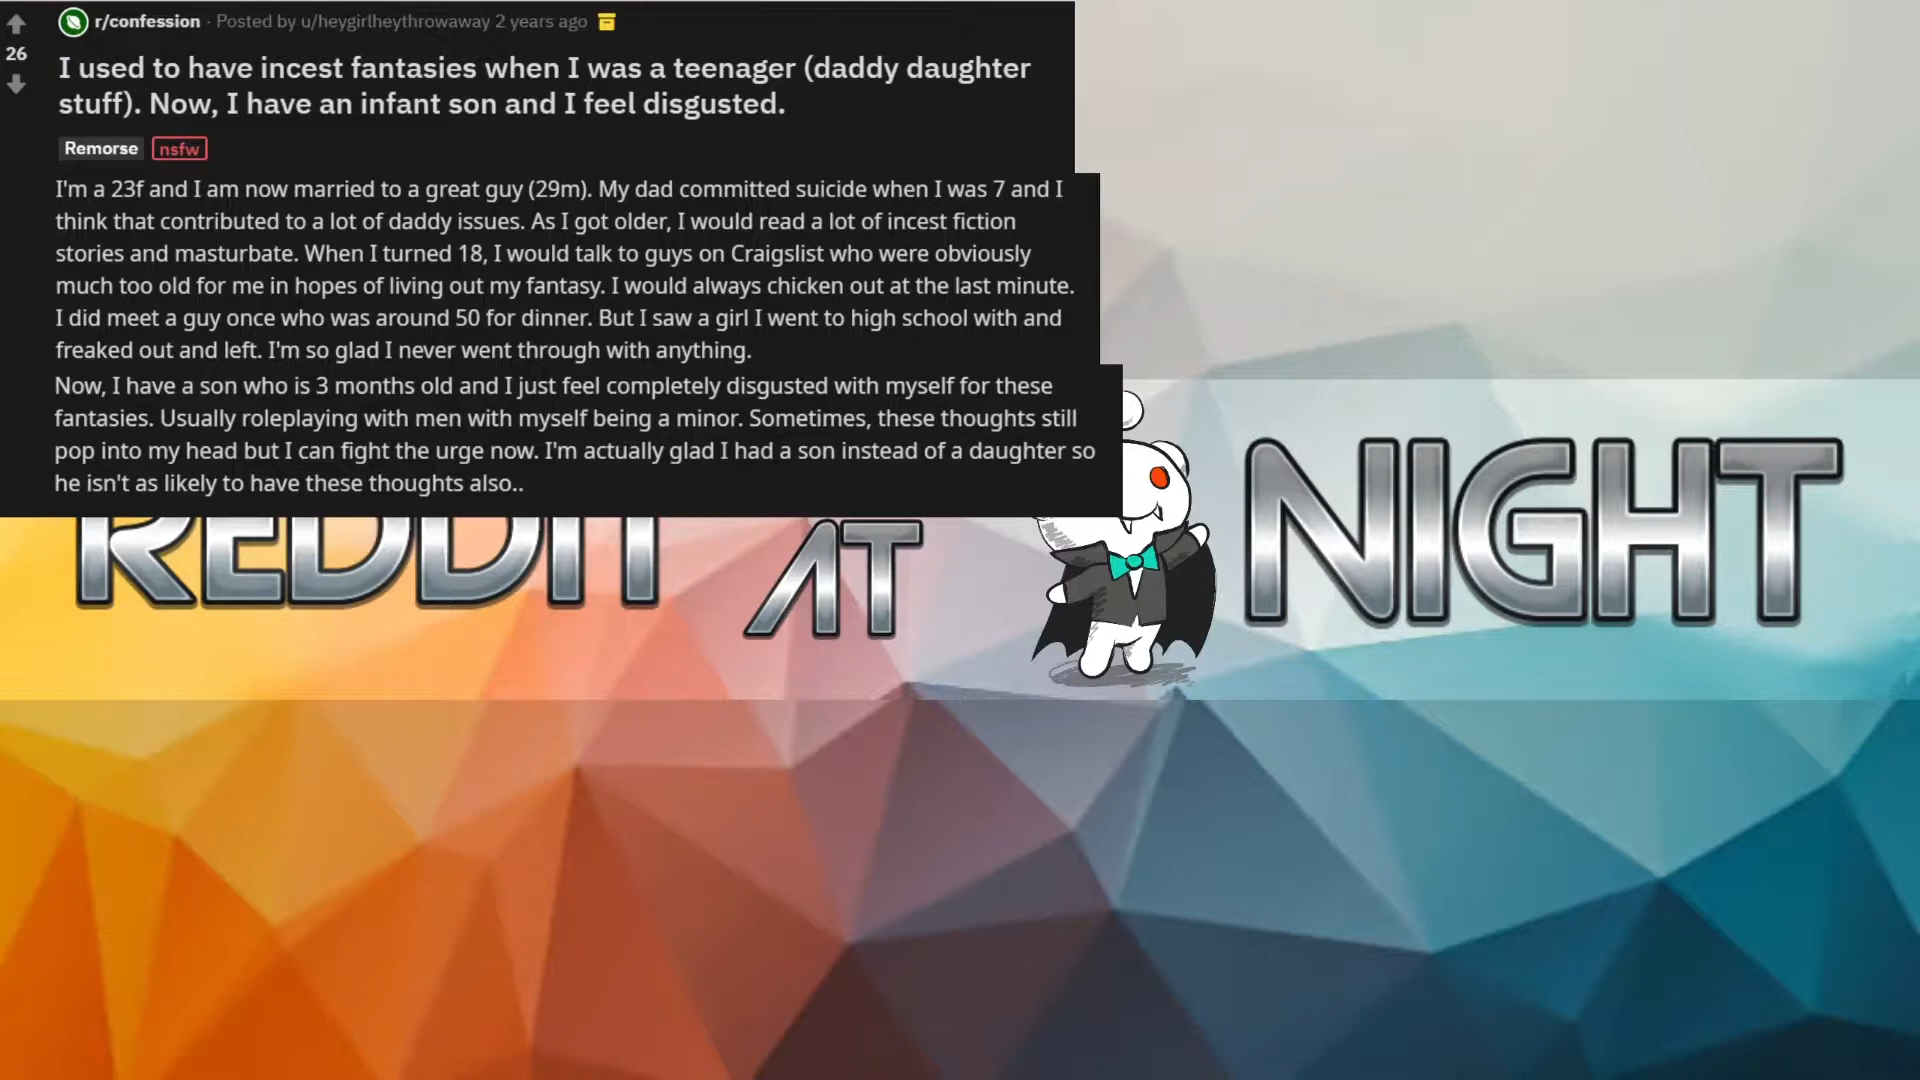 r/confession · Posted by u/heygirlheythrowaway 2 years ago
26
I used to have incest fantasies when I was a teenager (daddy daughter
stuff). Now, I have an infant son and I feel disgusted.
Remorse nsfw
I'm a 23f and I am now married to a great guy (29m). My dad committed suicide when I was 7 and I
think that contributed to a lot of daddy issues. As I got older, I would read a lot of incest fiction
stories and masturbate. When I turned 18, I would talk to guys on Craigslist who were obviously
much too old for me in hopes of living out my fantasy. I would always chicken out at the last minute.
I did meet a guy once who was around 50 for dinner. But I saw a girl I went to high school with and
freaked out and left. I'm so glad I never went through with anything.
Now, I have a son who is 3 months old and I just feel completely disgusted with myself for these
fantasies. Usually roleplaying with men with myself being a minor. Sometimes, these thoughts still
pop into my head but I can fight the urge now. I'm actually glad I had a son instead of a daughter so
he isn't as likely to have these thoughts also..
REDDIT AT NIGHT